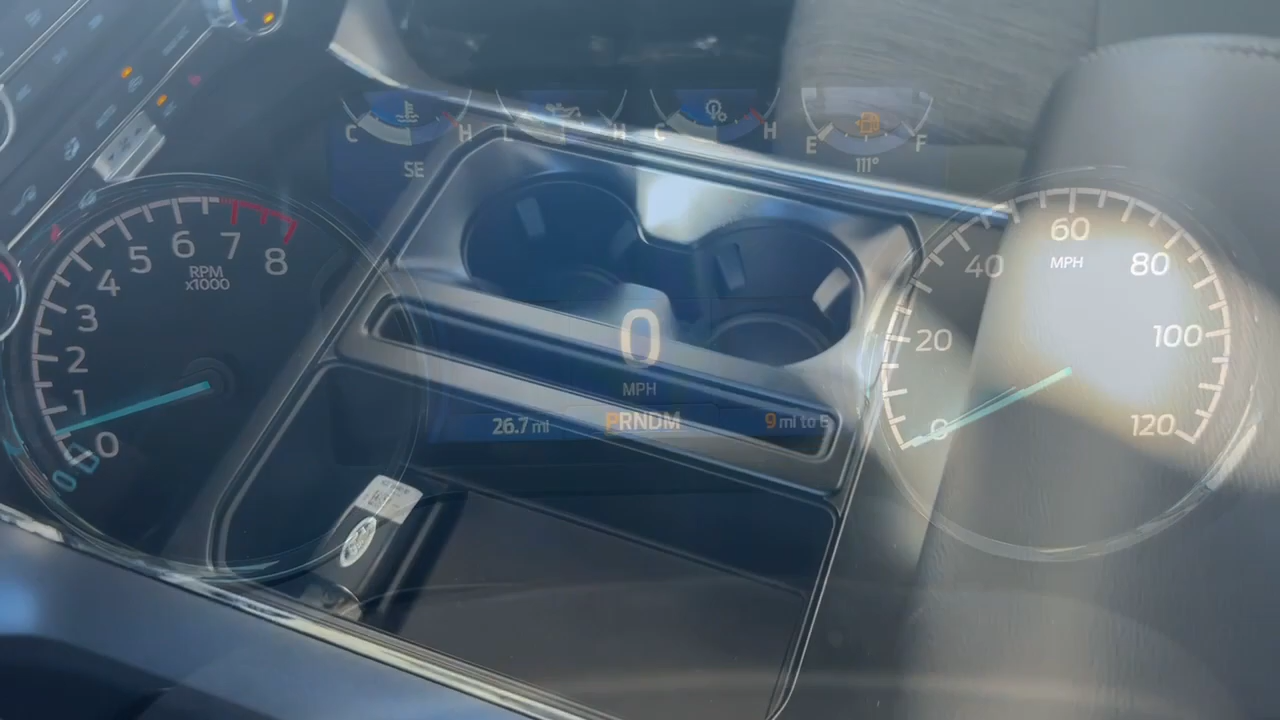 C H L H C H E F
SE
111°
0 1 2 3 4 5 6 7 8
RPM
x1000
0 20 40 60 80 100 120
MPH
0
MPH
26.7 mi
PRNDM
9 mi to E